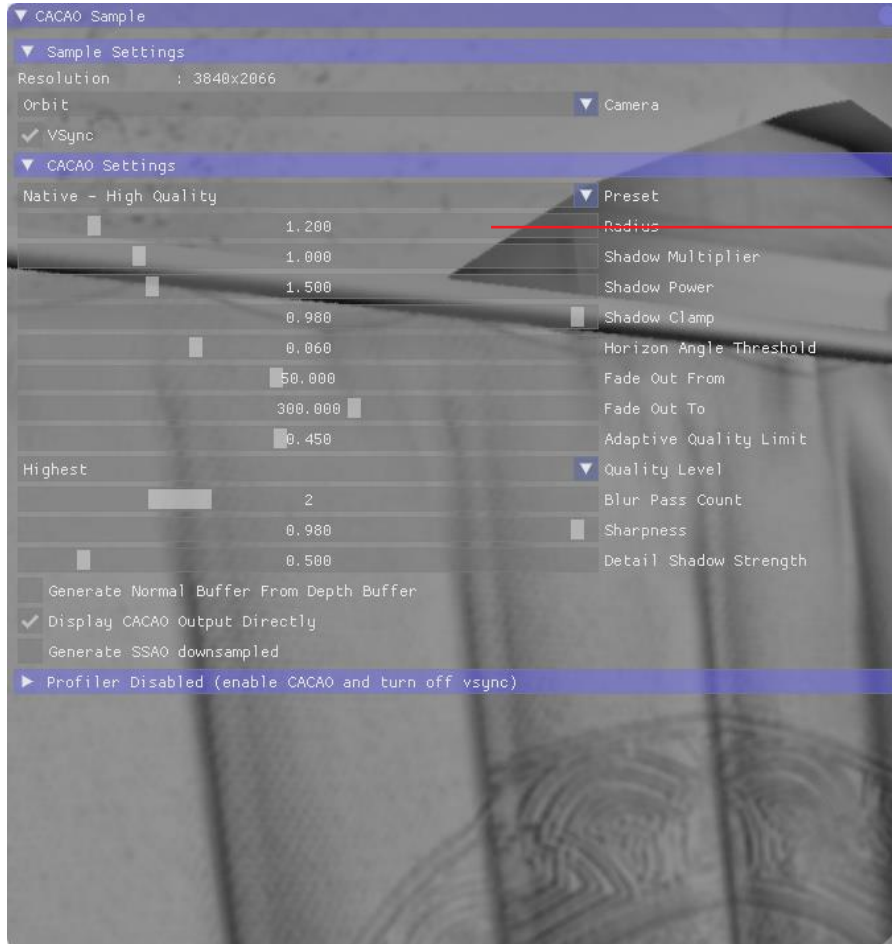 CACAO Sample
Sample Settings
Resolution : 3840x2066
Orbit Camera
VSync
CACAO Settings
Native - High Quality Preset
1.200 Radius
1.000 Shadow Multiplier
1.500 Shadow Power
0.980 Shadow Clamp
0.060 Horizon Angle Threshold
50.000 Fade Out From
300.000 Fade Out To
0.450 Adaptive Quality Limit
Highest Quality Level
2 Blur Pass Count
0.980 Sharpness
0.500 Detail Shadow Strength
Generate Normal Buffer From Depth Buffer
Display CACAO Output Directly
Generate SSAO downsampled
Profiler Disabled (enable CACAO and turn off vsync)